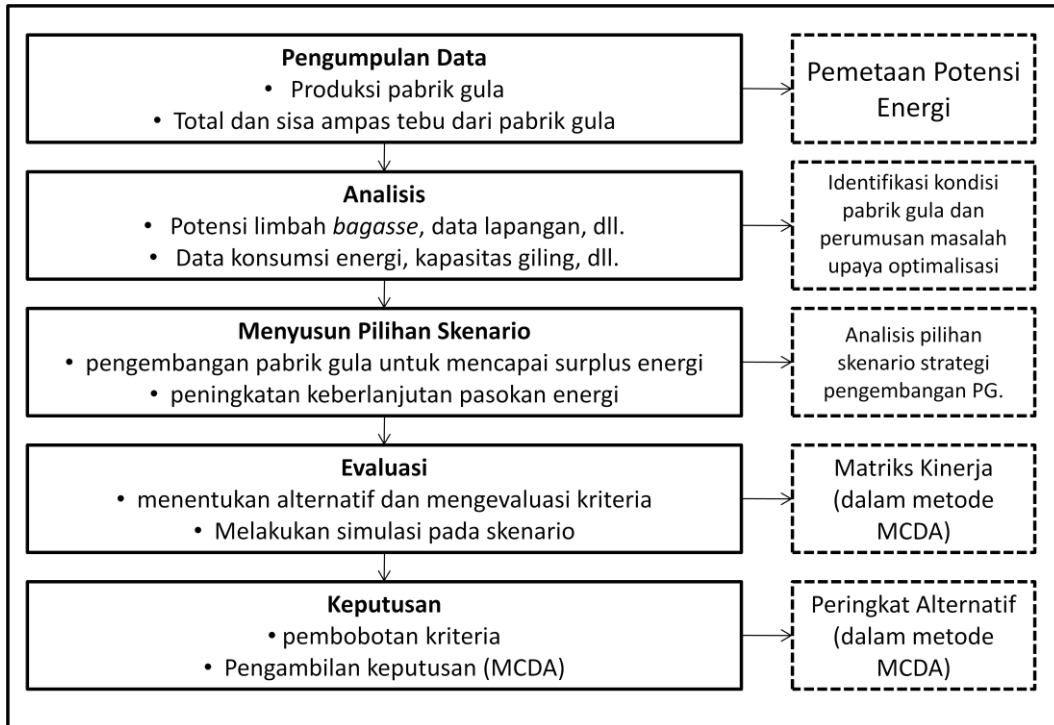 Pengumpulan Data
• Produksi pabrik gula
• Total dan sisa ampas tebu dari pabrik gula
Pemetaan Potensi
Energi
Analisis
• Potensi limbah bagasse, data lapangan, dll.
• Data konsumsi energi, kapasitas giling, dll.
Identifikasi kondisi
pabrik gula dan
perumusan masalah
upaya optimalisasi
Menyusun Pilihan Skenario
• pengembangan pabrik gula untuk mencapai surplus energi
• peningkatan keberlanjutan pasokan energi
Analisis pilihan
skenario strategi
pengembangan PG.
Evaluasi
• menentukan alternatif dan mengevaluasi kriteria
• Melakukan simulasi pada skenario
Matriks Kinerja
(dalam metode
MCDA)
Keputusan
• pembobotan kriteria
• Pengambilan keputusan (MCDA)
Peringkat Alternatif
(dalam metode
MCDA)